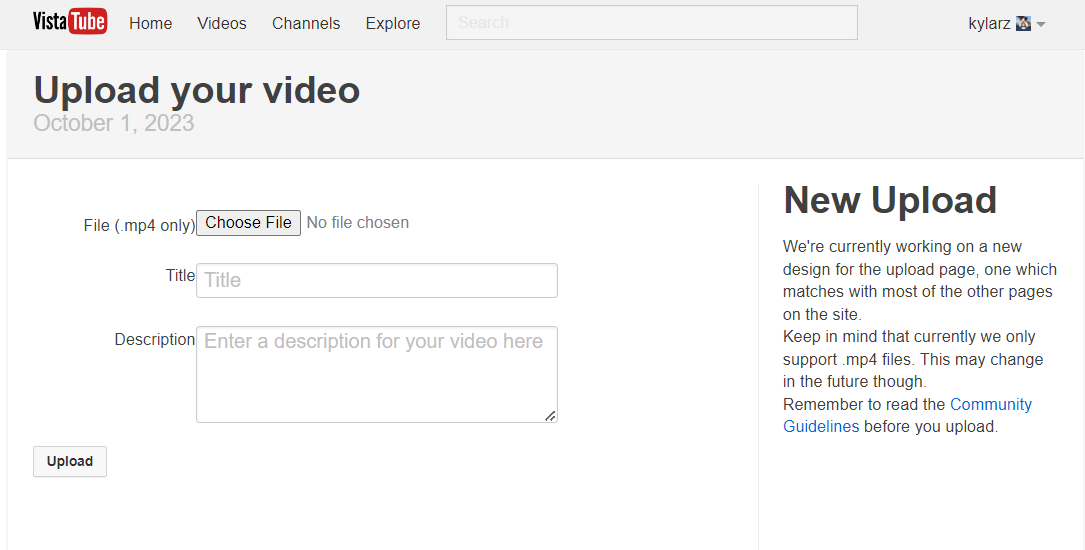 VistaTube Home Videos Channels Explore Search kylarz
Upload your video
October 1, 2023
File (.mp4 only) Choose File No file chosen
Title Title
Description Enter a description for your video here
Upload
New Upload
We're currently working on a new
design for the upload page, one which
matches with most of the other pages
on the site.
Keep in mind that currently we only
support .mp4 files. This may change
in the future though.
Remember to read the Community
Guidelines before you upload.